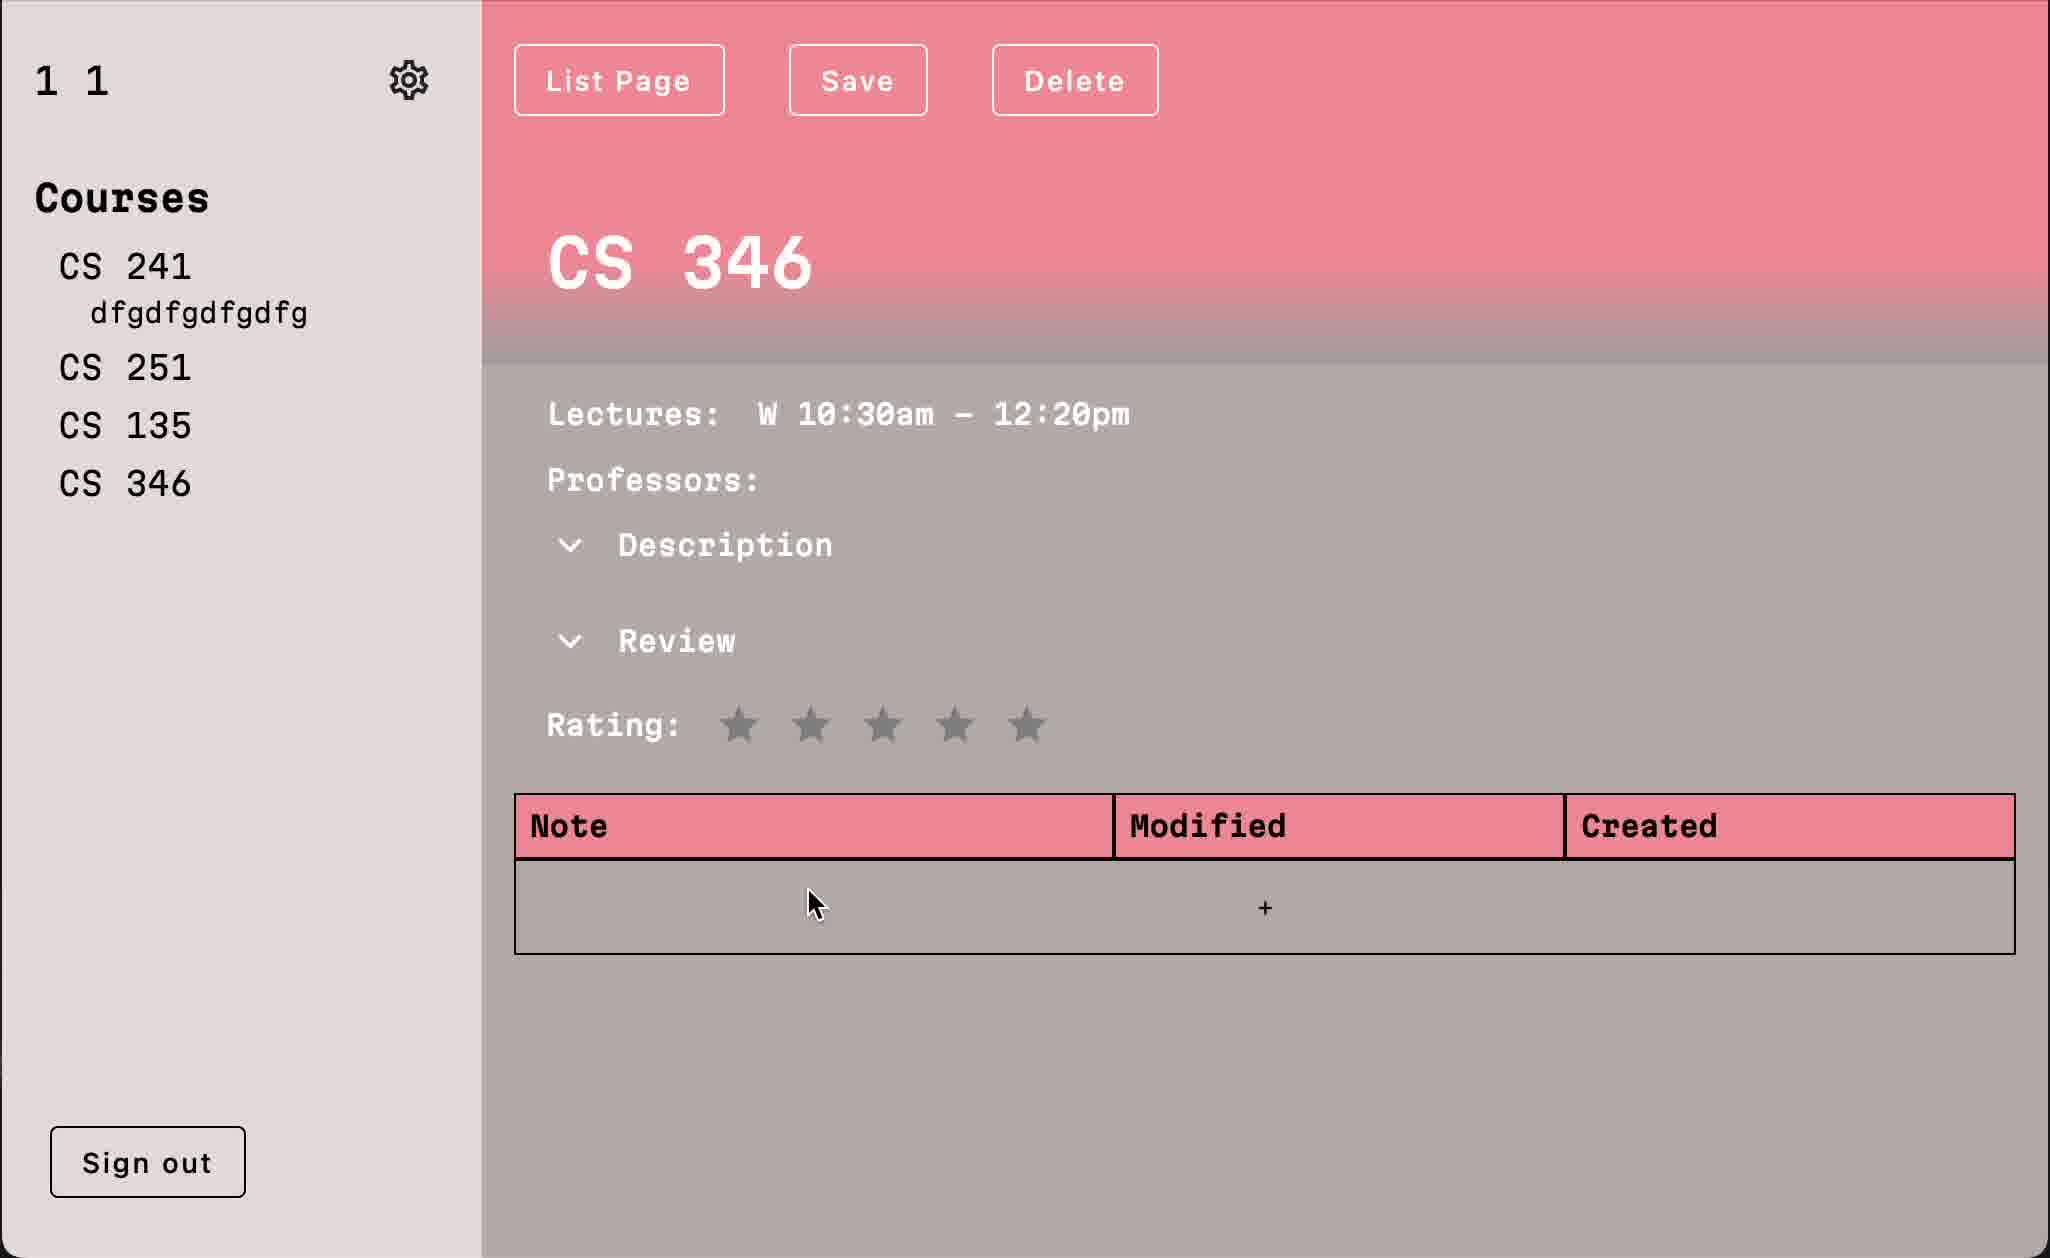 1 1
Courses
CS 241
dfgdfgdfgdfg
CS 251
CS 135
CS 346
Sign out
List Page
Save
Delete
CS 346
Lectures: W 10:30am - 12:20pm
Professors:
Description
Review
Rating:
Note
Modified
Created
+